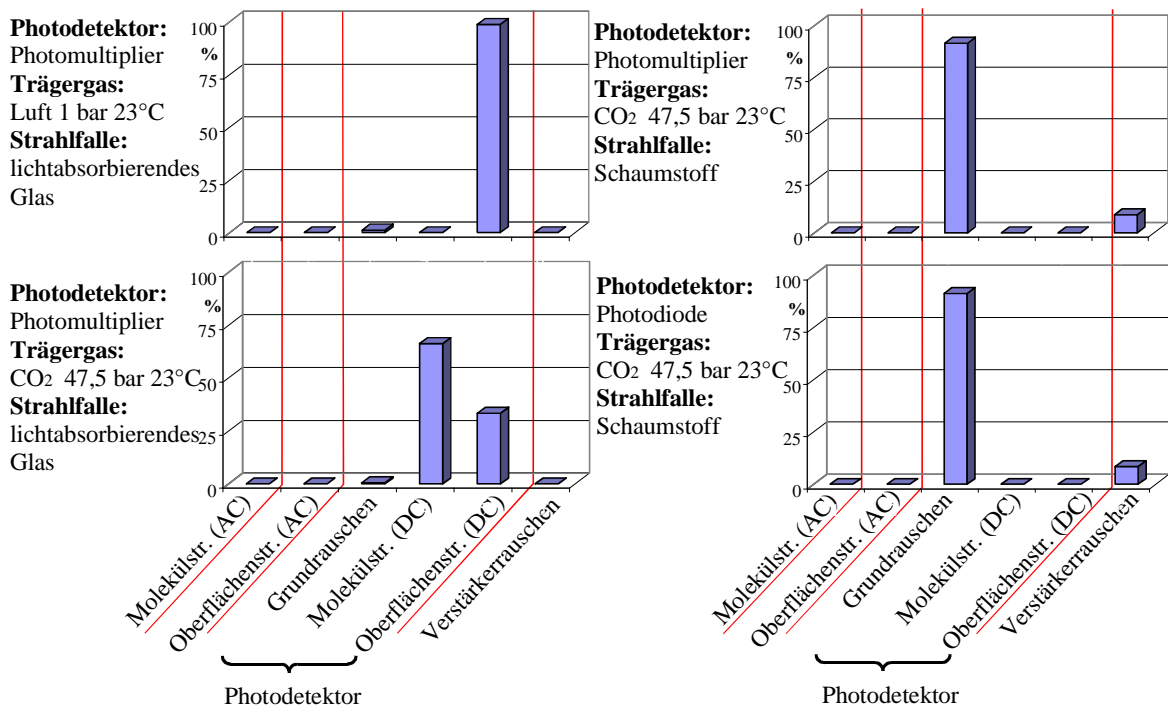 Photodetektor:
Photomultiplier
Trägergas:
Luft 1 bar 23°C
Strahlfalle:
lichtabsorbierendes
Glas
100
%
75
50
25
0
Photodetektor:
Photomultiplier
Trägergas:
CO2 47,5 bar 23°C
Strahlfalle:
Schaumstoff
100
%
75
50
25
0
Photodetektor:
Photomultiplier
Trägergas:
CO2 47,5 bar 23°C
Strahlfalle:
lichtabsorbierendes
Glas
100
%
75
50
25
0
Molekülstr. (AC)
Oberflächenstr. (AC)
Grundrauschen
Molekülstr. (DC)
Oberflächenstr. (DC)
Verstärkerrauschen
Photodetektor
Photodetektor:
Photodiode
Trägergas:
CO2 47,5 bar 23°C
Strahlfalle:
Schaumstoff
100
%
75
50
25
0
Molekülstr. (AC)
Oberflächenstr. (AC)
Grundrauschen
Molekülstr. (DC)
Oberflächenstr. (DC)
Verstärkerrauschen
Photodetektor